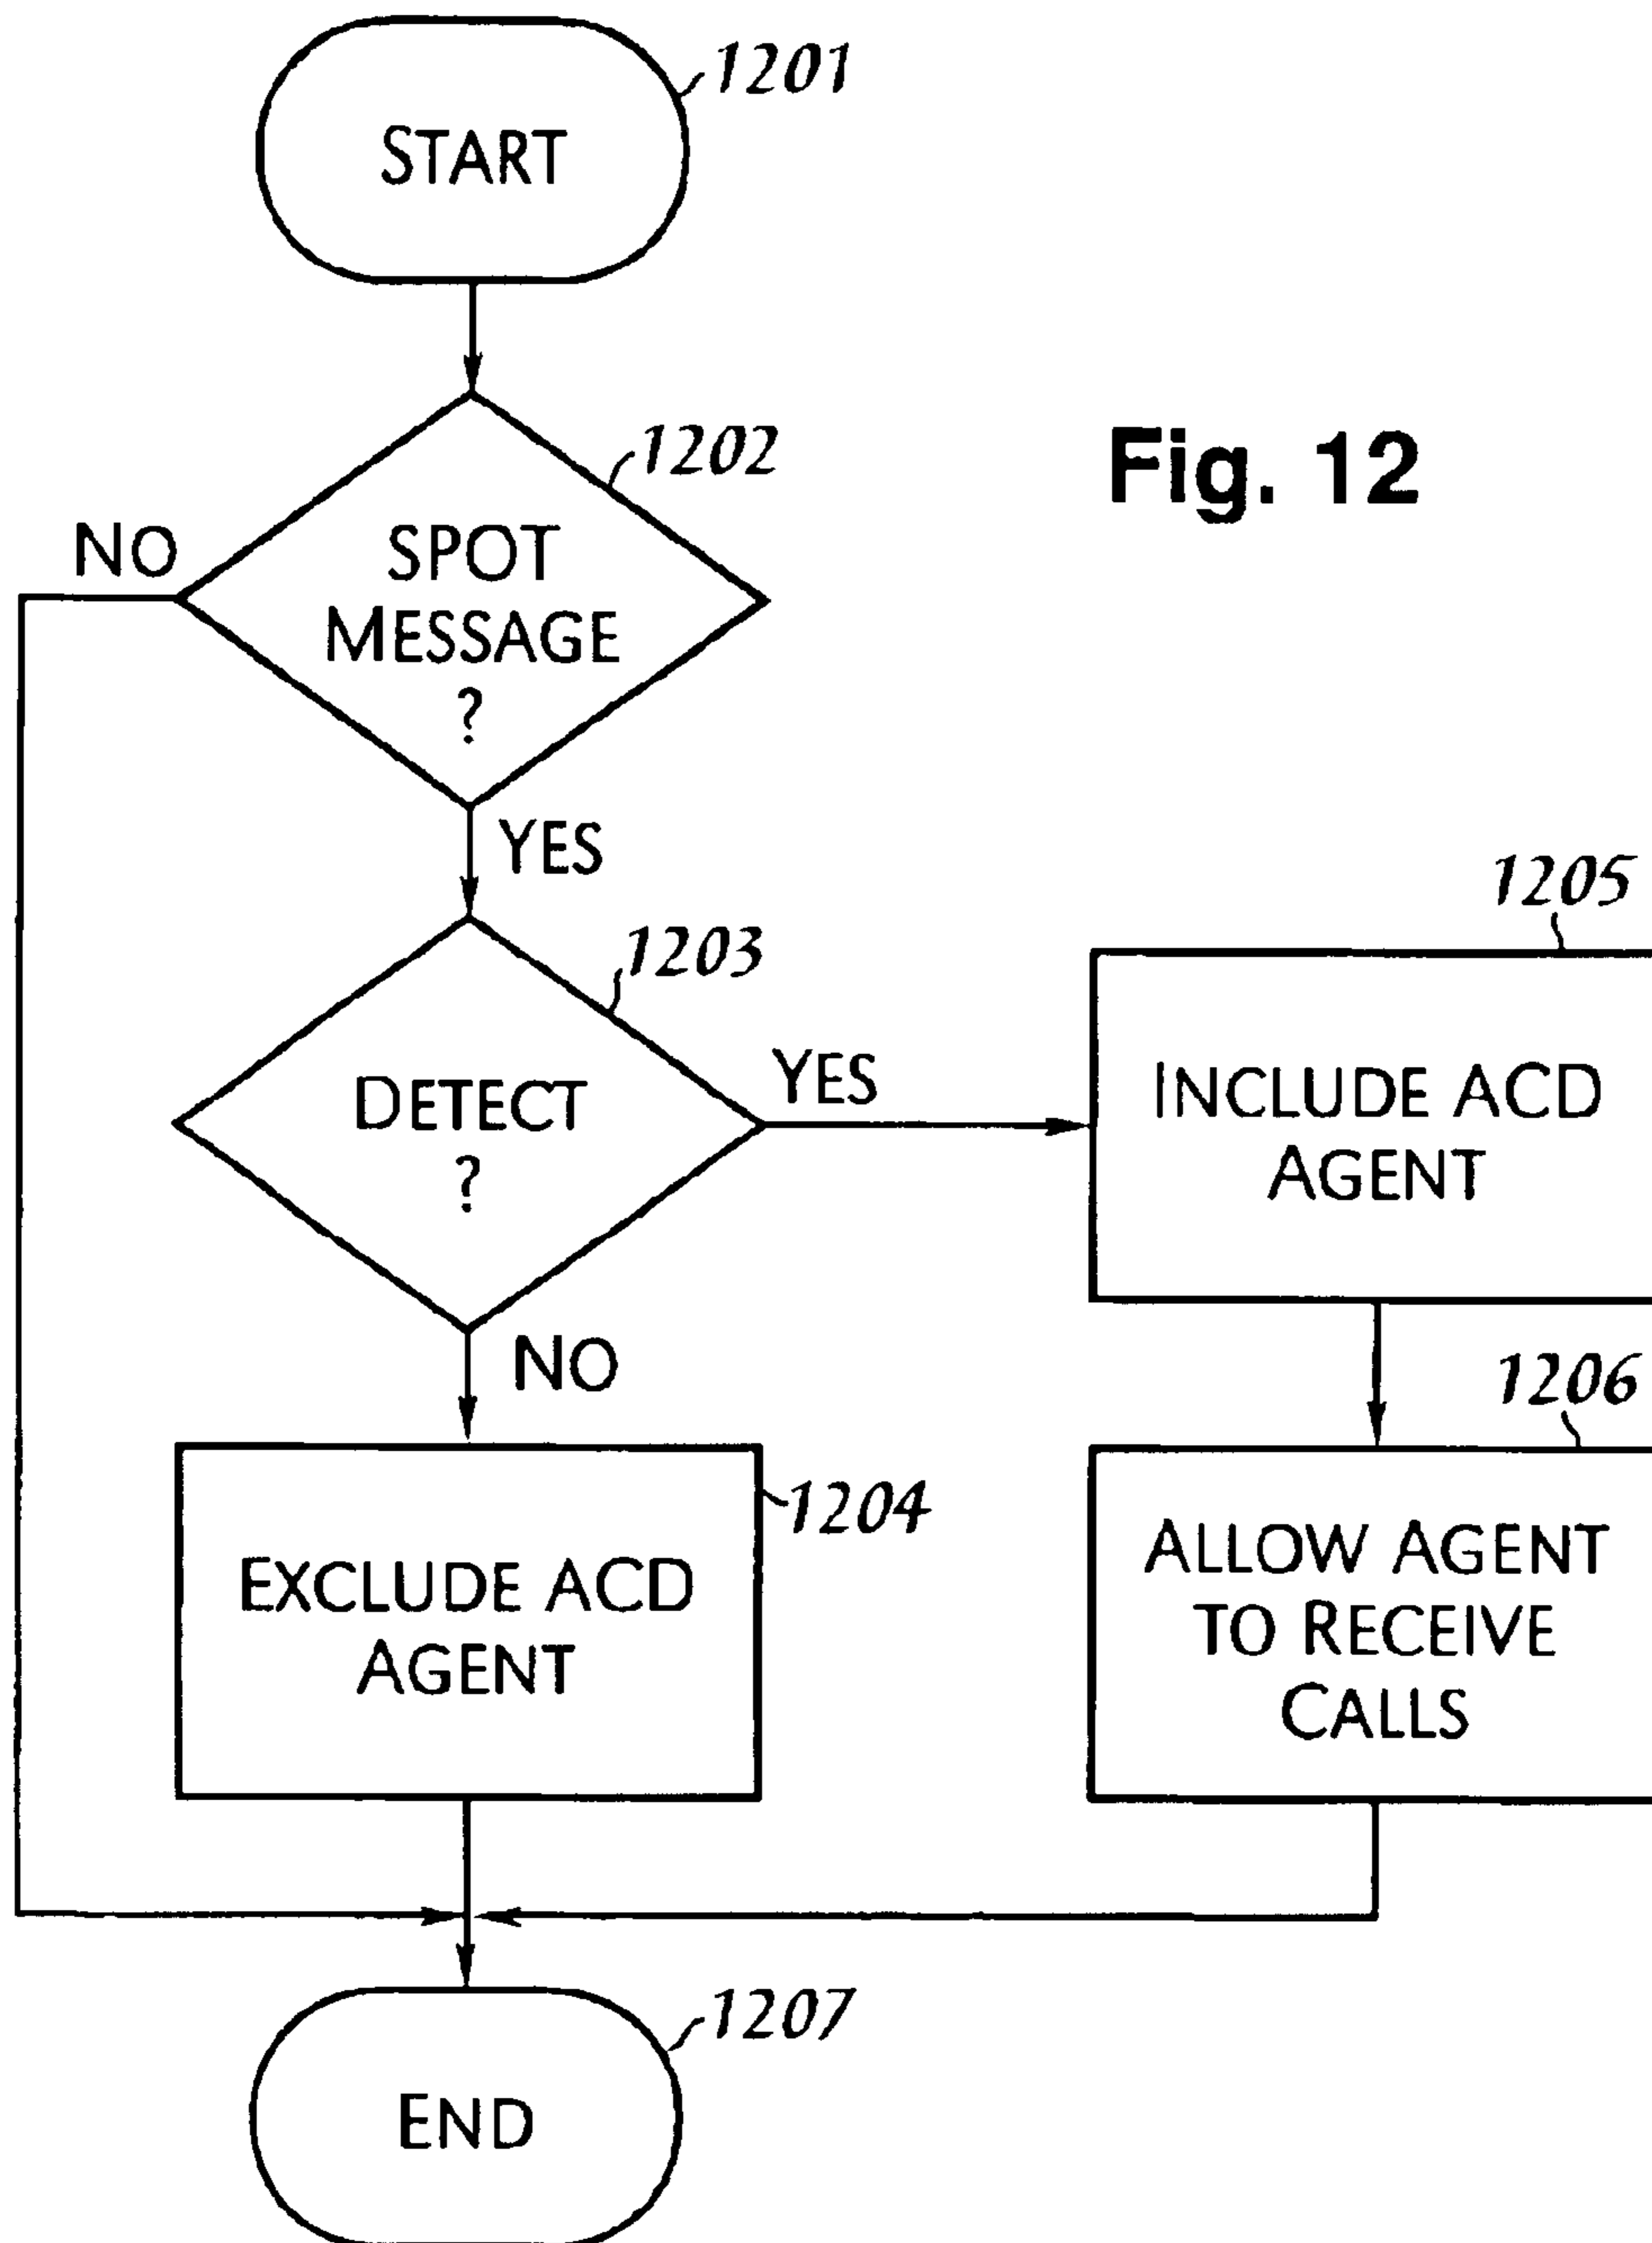 1201
START
1202
Fig. 12
NO
SPOT
MESSAGE
?
YES
1203
1205
DETECT
?
YES
INCLUDE ACD
AGENT
NO
1206
1204
EXCLUDE ACD
AGENT
ALLOW AGENT
TO RECEIVE
CALLS
1207
END